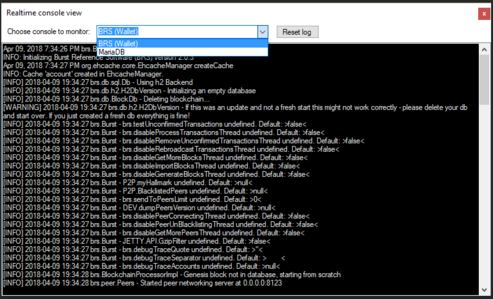 Realtime console view
x
Choose console to monitor:
BRS (Wallet)
Reset log
BRS (Wallet)
MariaDB
Apr 09, 2018 7:34:26 PM brs.B
INFO: Initializing Burst Reference Software (BRS) version 2.0.3
Apr 09, 2018 7:34:27 PM org.ehcache.core.EhcacheManager createCache
INFO: Cache 'account' created in EhcacheManager.
[INFO] 2018-04-09 19:34:27 brs.db.sql.Db - Using h2 Backend
[INFO] 2018-04-09 19:34:27 brs.db.h2.H2DbVersion - Initializing an empty database
[INFO] 2018-04-09 19:34:27 brs.db.BlockDb - Deleting blockchain...
[WARNING] 2018-04-09 19:34:27 brs.db.h2.H2DbVersion - If this was an update and not a fresh start this might not work correctly - please delete your db
and start over. If you just created a fresh db everything is fine!
[INFO] 2018-04-09 19:34:27 brs.Burst - brs.testUnconfirmedTransactions undefined. Default: >false<
[INFO] 2018-04-09 19:34:27 brs.Burst - brs.disableProcessTransactionsThread undefined. Default: >false<
[INFO] 2018-04-09 19:34:27 brs.Burst - brs.disableRemoveUnconfirmedTransactionsThread undefined. Default: >false<
[INFO] 2018-04-09 19:34:27 brs.Burst - brs.disableRebroadcastTransactionsThread undefined. Default: >false<
[INFO] 2018-04-09 19:34:27 brs.Burst - brs.disableGetMoreBlocksThread undefined. Default: >false<
[INFO] 2018-04-09 19:34:27 brs.Burst - brs.disableImportBlocksThread undefined. Default: >false<
[INFO] 2018-04-09 19:34:27 brs.Burst - brs.disableGenerateBlocksThread undefined. Default: >false<
[INFO] 2018-04-09 19:34:27 brs.Burst - P2P.myHallmark undefined. Default: >null<
[INFO] 2018-04-09 19:34:27 brs.Burst - P2P.BlacklistedPeers undefined. Default: >null<
[INFO] 2018-04-09 19:34:27 brs.Burst - brs.sendToPeersLimit undefined. Default: >0<
[INFO] 2018-04-09 19:34:27 brs.Burst - DEV.dumpPeersVersion undefined. Default: >null<
[INFO] 2018-04-09 19:34:27 brs.Burst - brs.disablePeerConnectingThread undefined. Default: >false<
[INFO] 2018-04-09 19:34:27 brs.Burst - brs.disablePeerUnBlacklistingThread undefined. Default: >false<
[INFO] 2018-04-09 19:34:27 brs.Burst - brs.disableGetMorePeersThread undefined. Default: >false<
[INFO] 2018-04-09 19:34:27 brs.Burst - JETTY.API.GzipFilter undefined. Default: >false<
[INFO] 2018-04-09 19:34:27 brs.Burst - brs.debugTraceQuote undefined. Default: >"<
[INFO] 2018-04-09 19:34:27 brs.Burst - brs.debugTraceSeparator undefined. Default: > <
[INFO] 2018-04-09 19:34:27 brs.Burst - brs.debugTraceAccounts undefined. Default: >null<
[INFO] 2018-04-09 19:34:28 brs.BlockchainProcessorImpl - Genesis block not in database, starting from scratch
[INFO] 2018-04-09 19:34:28 brs.peer.Peers - Started peer networking server at 0.0.0.0:8123